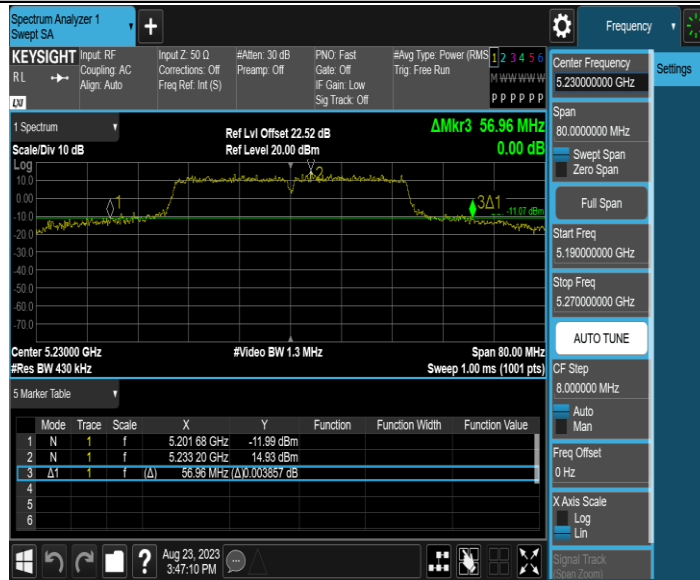 Spectrum Analyzer 1
Swept SA
+
Frequency
KEYSIGHT
Input: RF
Input Z: 50 Ω
#Atten: 30 dB
PNO: Fast
#Avg Type: Power (RMS
1 2 3 4 5 6
RL
Coupling: AC
Corrections: Off
Preamp: Off
Gate: Off
Trig: Free Run
M W W W W W
Align: Auto
Freq Ref: Int (S)
IF Gain: Low
Sig Track: Off
P P P P P P
LXI
1 Spectrum
Ref Lvl Offset 22.52 dB
ΔMkr3 56.96 MHz
Scale/Div 10 dB
Ref Level 20.00 dBm
0.00 dB
Log
10.0
0.00
-10.0
-20.0
-30.0
-40.0
-50.0
-60.0
-70.0
1
2
3Δ1
-11.07 dBm
Center 5.23000 GHz
#Video BW 1.3 MHz
Span 80.00 MHz
#Res BW 430 kHz
Sweep 1.00 ms (1001 pts)
5 Marker Table
Mode Trace Scale X Y Function Function Width Function Value
1 N 1 f 5.201 68 GHz -11.99 dBm
2 N 1 f 5.233 20 GHz 14.93 dBm
3 Δ1 1 f (Δ) 56.96 MHz (Δ) 0.003857 dB
4
5
6
Aug 23, 2023
3:47:10 PM
?
Center Frequency
5.230000000 GHz
Settings
Span
80.0000000 MHz
Swept Span
Zero Span
Full Span
Start Freq
5.190000000 GHz
Stop Freq
5.270000000 GHz
AUTO TUNE
CF Step
8.000000 MHz
Auto
Man
Freq Offset
0 Hz
X Axis Scale
Log
Lin
Signal Track
(Span Zoom)